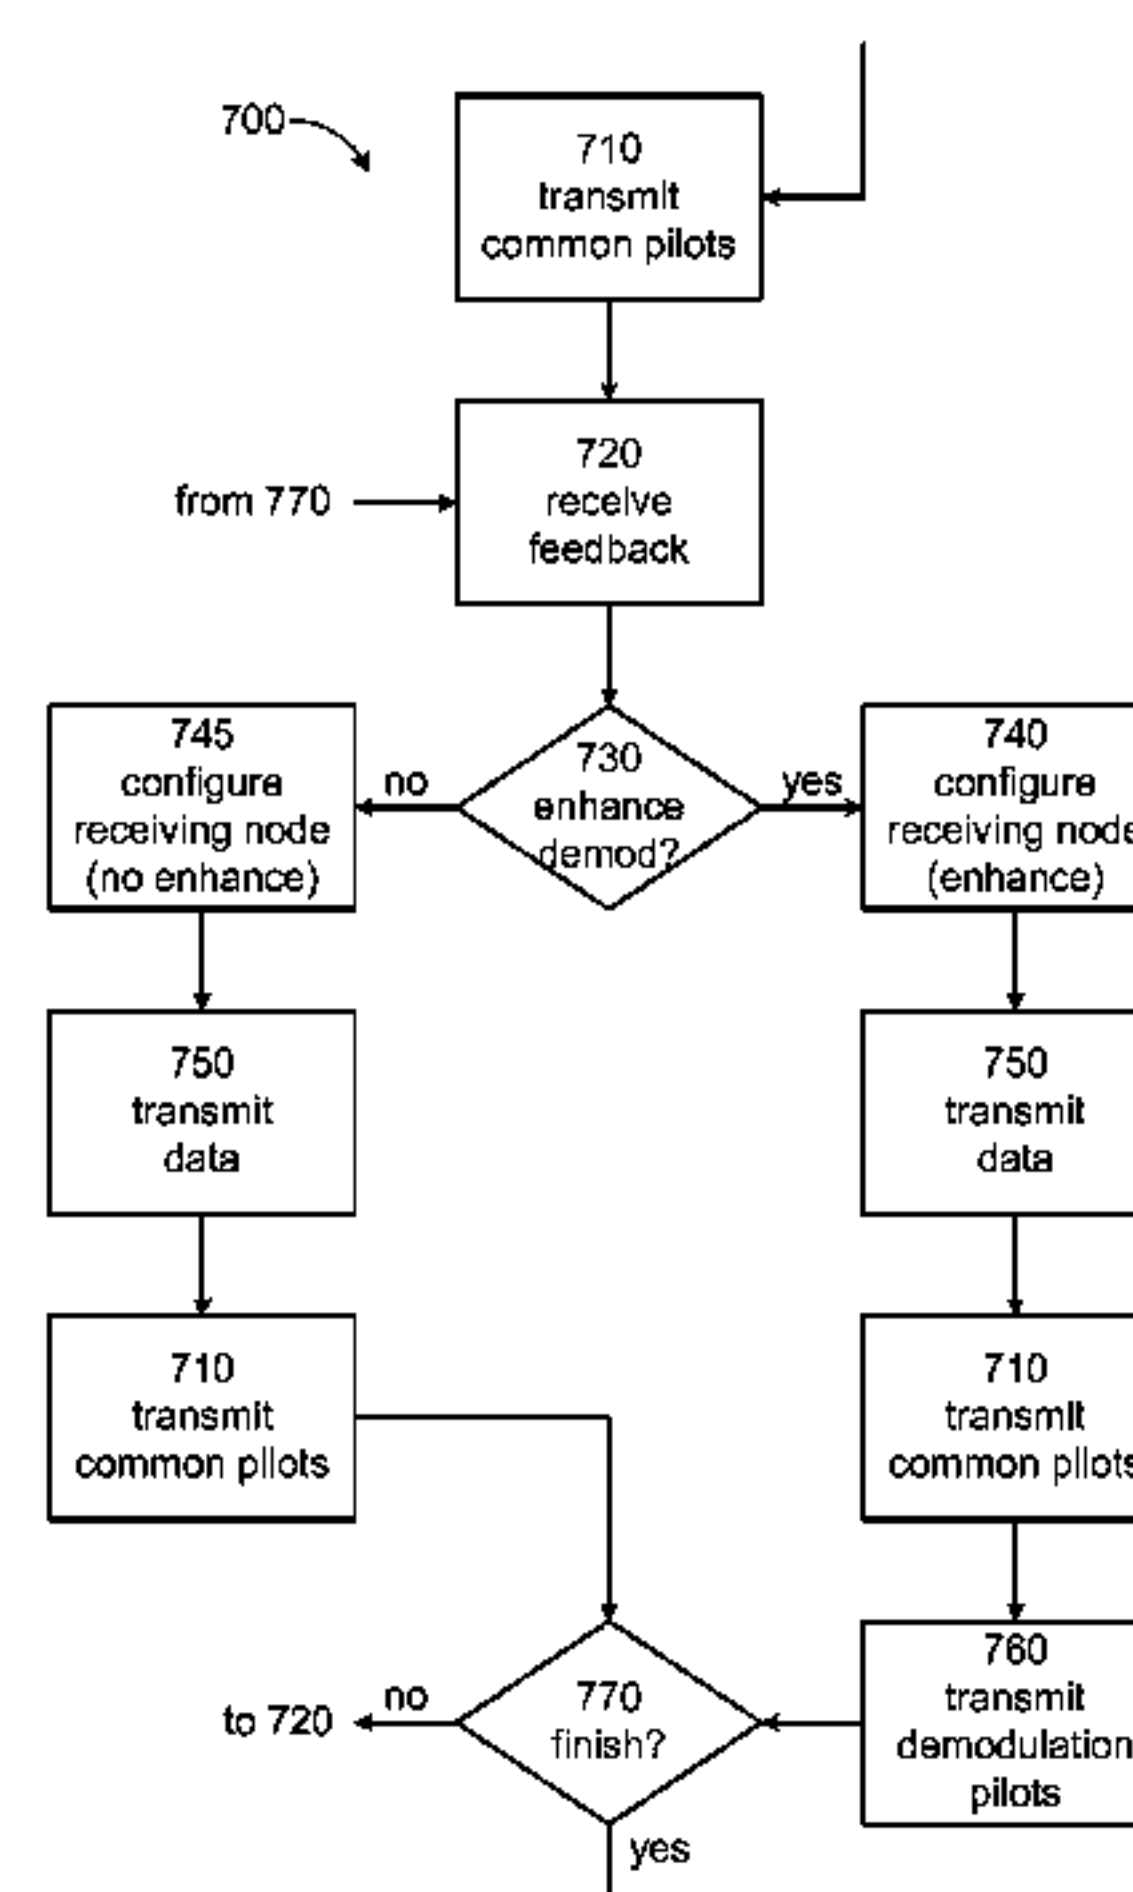 700
710
transmit
common pilots
720
receive
feedback
from 770
730
enhance
demod?
no
yes
745
configure
receiving node
(no enhance)
740
configure
receiving node
(enhance)
750
transmit
data
750
transmit
data
710
transmit
common pilots
710
transmit
common pilots
760
transmit
demodulation
pilots
770
finish?
no
to 720
yes